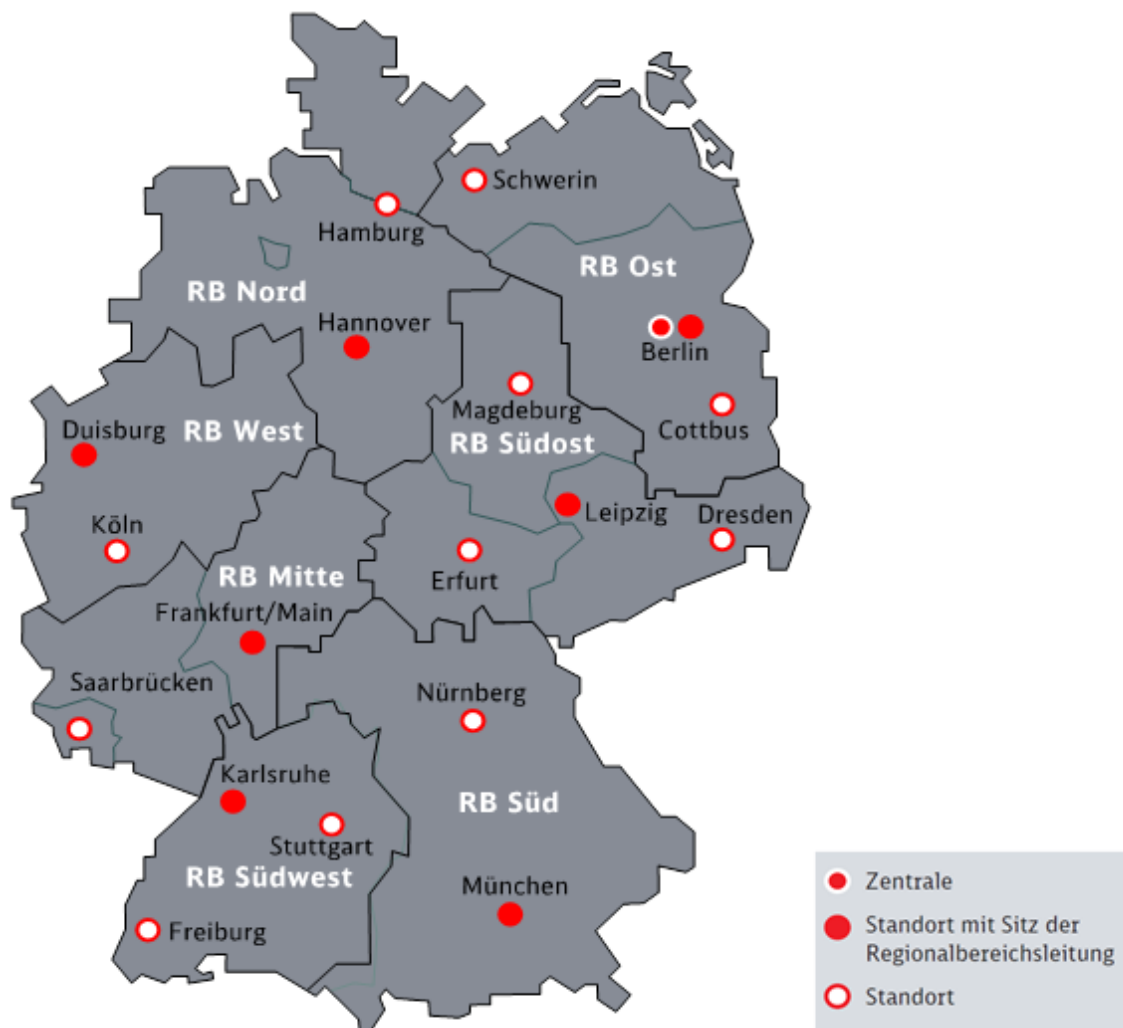 Schwerin
Hamburg
RB Ost
RB Nord
Hannover
Berlin
Magdeburg
Duisburg
RB West
Cottbus
RB Südost
Leipzig
Dresden
Köln
RB Mitte
Erfurt
Frankfurt/Main
Saarbrücken
Nürnberg
Karlsruhe
RB Süd
Stuttgart
RB Südwest
München
Freiburg
Zentrale
Standort mit Sitz der
Regionalbereichsleitung
Standort